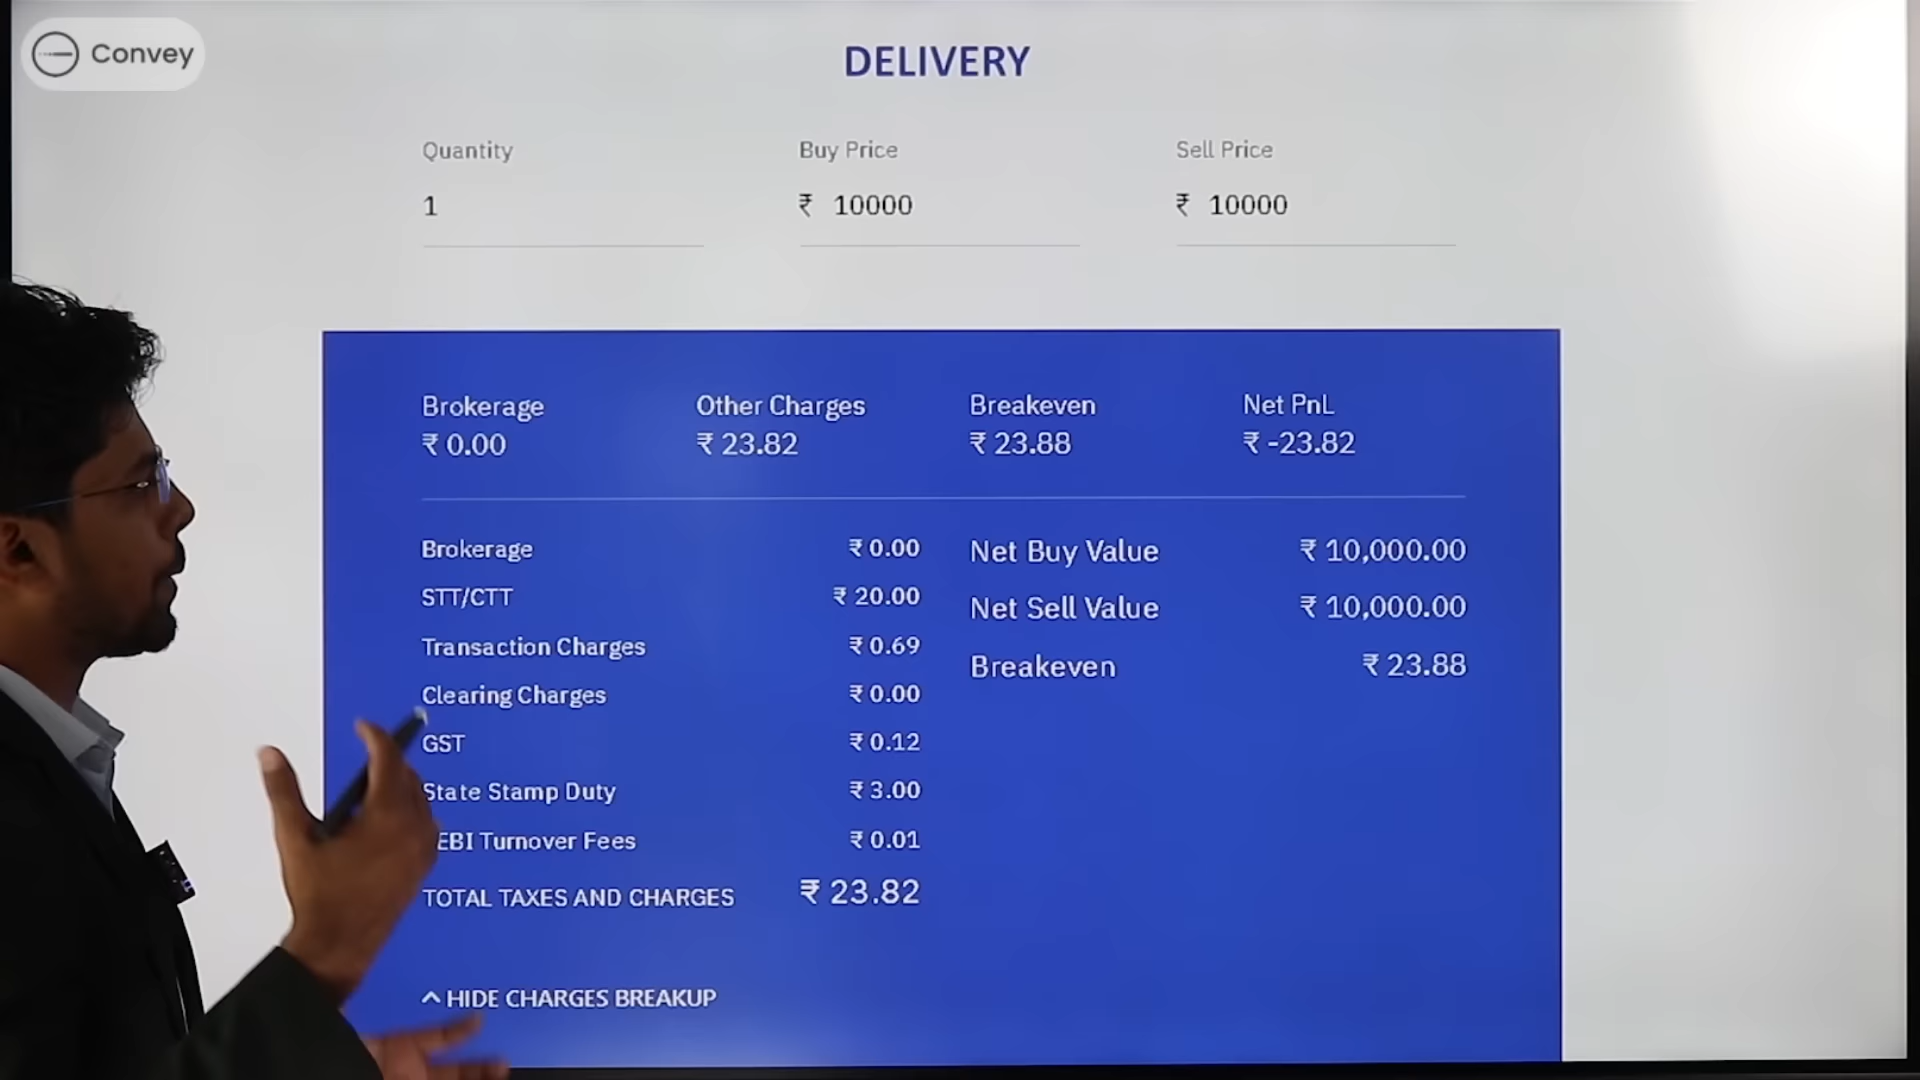 Convey
DELIVERY
Quantity
Buy Price
Sell Price
1
₹ 10000
₹ 10000
Brokerage
Other Charges
Breakeven
Net PnL
₹ 0.00
₹ 23.82
₹ 23.88
₹ -23.82
Brokerage ₹ 0.00
STT/CTT ₹ 20.00
Transaction Charges ₹ 0.69
Clearing Charges ₹ 0.00
GST ₹ 0.12
State Stamp Duty ₹ 3.00
EBI Turnover Fees ₹ 0.01
TOTAL TAXES AND CHARGES ₹ 23.82
Net Buy Value ₹ 10,000.00
Net Sell Value ₹ 10,000.00
Breakeven ₹ 23.88
HIDE CHARGES BREAKUP